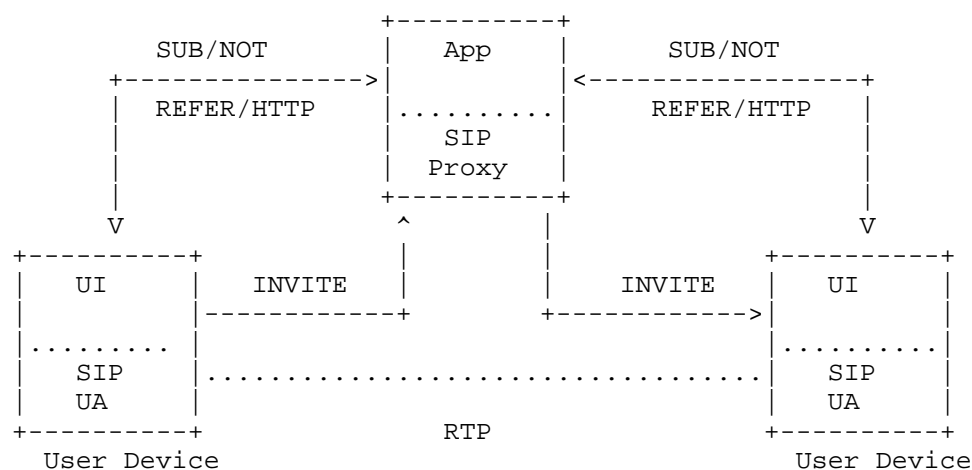 App
SUB/NOT SUB/NOT
REFER/HTTP REFER/HTTP
SIP
Proxy
UI INVITE INVITE UI
SIP SIP
UA UA
RTP
User Device User Device